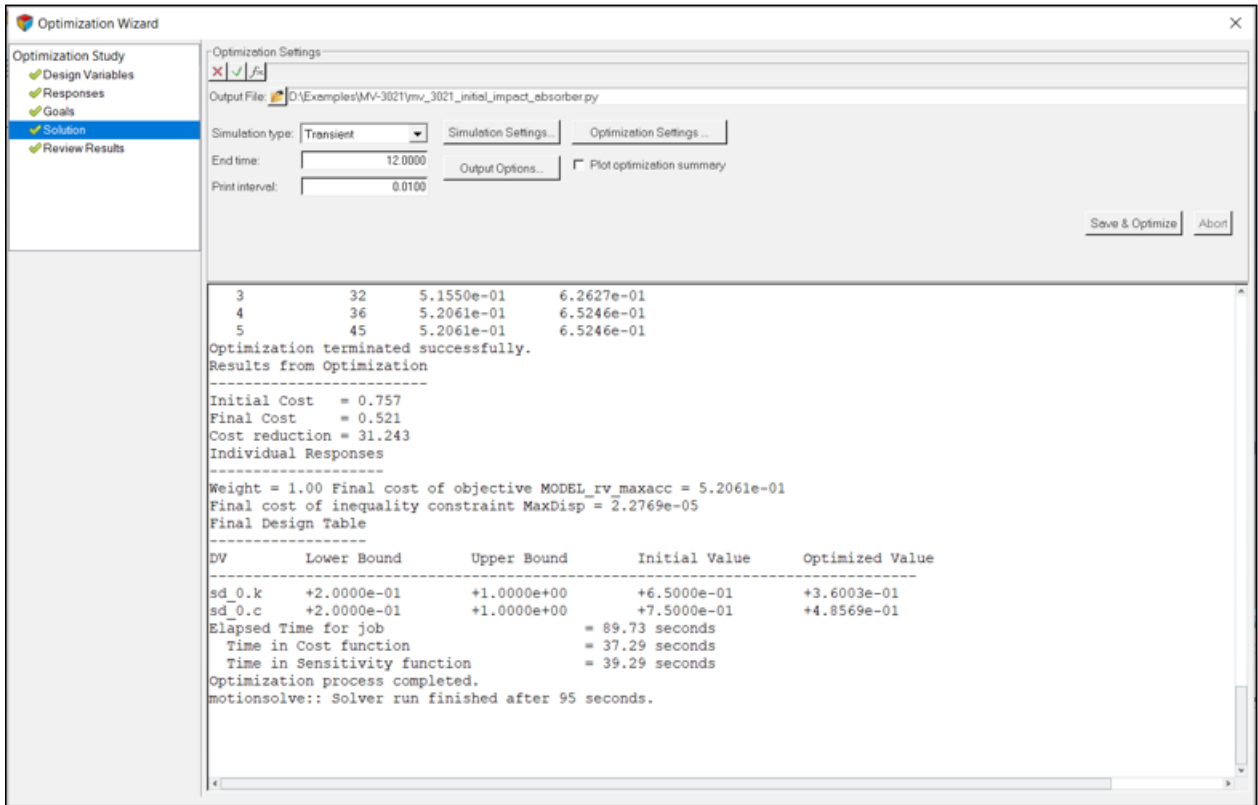 Optimization Wizard
Optimization Study
Design Variables
Responses
Goals
Solution
Review Results
Optimization Settings
Output File: D:\Examples\MV-3021\mv_3021_initial_impact_absorber.py
Simulation type: Transient Simulation Settings... Optimization Settings ...
End time: 12.0000 Output Options... Plot optimization summary
Print interval: 0.0100
Save & Optimize Abort
3 32 5.1550e-01 6.2627e-01
4 36 5.2061e-01 6.5246e-01
5 45 5.2061e-01 6.5246e-01
Optimization terminated successfully.
Results from Optimization
-------------------------
Initial Cost = 0.757
Final Cost = 0.521
Cost reduction = 31.243
Individual Responses
--------------------
Weight = 1.00 Final cost of objective MODEL_rv_maxacc = 5.2061e-01
Final cost of inequality constraint MaxDisp = 2.2769e-05
Final Design Table
------------------
DV Lower Bound Upper Bound Initial Value Optimized Value
---------------------------------------------------------------------------------
sd_0.k +2.0000e-01 +1.0000e+00 +6.5000e-01 +3.6003e-01
sd_0.c +2.0000e-01 +1.0000e+00 +7.5000e-01 +4.8569e-01
Elapsed Time for job = 89.73 seconds
Time in Cost function = 37.29 seconds
Time in Sensitivity function = 39.29 seconds
Optimization process completed.
motionsolve:: Solver run finished after 95 seconds.